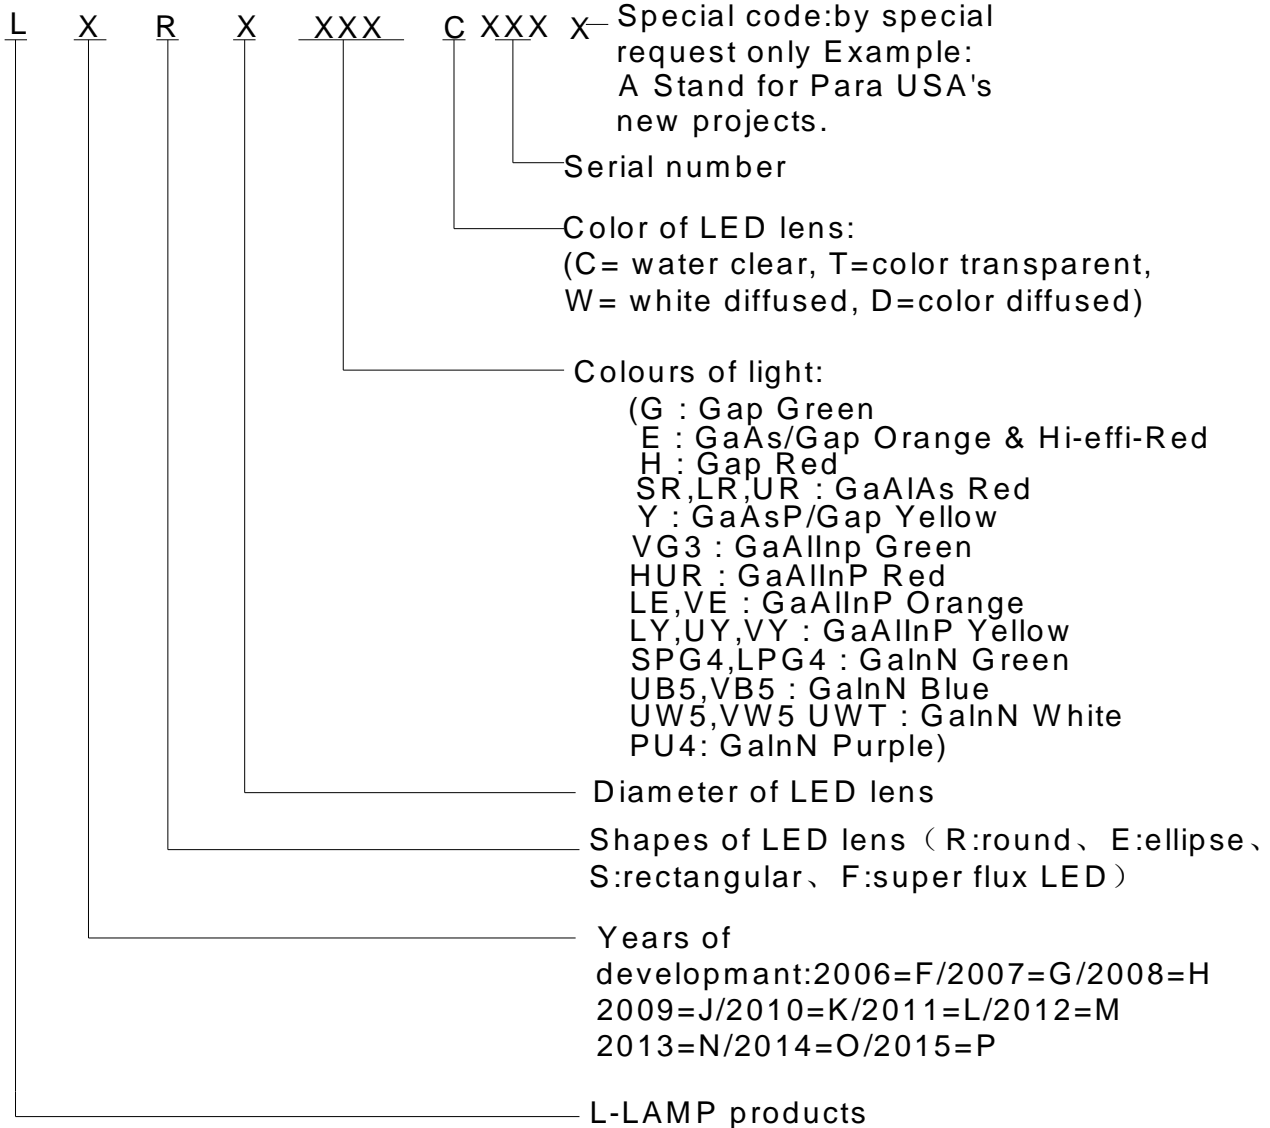 L X R X XXX C XXX X
Special code:by special
request only Example:
A Stand for Para USA's
new projects.
Serial number
Color of LED lens:
(C= water clear, T=color transparent,
W= white diffused, D=color diffused)
Colours of light:
(G : Gap Green
E : GaAs/Gap Orange & Hi-effi-Red
H : Gap Red
SR,LR,UR : GaAlAs Red
Y : GaAsP/Gap Yellow
VG3 : GaAlInp Green
HUR : GaAlInP Red
LE,VE : GaAlInP Orange
LY,UY,VY : GaAlInP Yellow
SPG4,LPG4 : GaInN Green
UB5,VB5 : GaInN Blue
UW5,VW5 UWT : GaInN White
PU4: GaInN Purple)
Diameter of LED lens
Shapes of LED lens（R:round、E:ellipse、
S:rectangular、F:super flux LED）
Years of
developmant:2006=F/2007=G/2008=H
2009=J/2010=K/2011=L/2012=M
2013=N/2014=O/2015=P
L-LAMP products